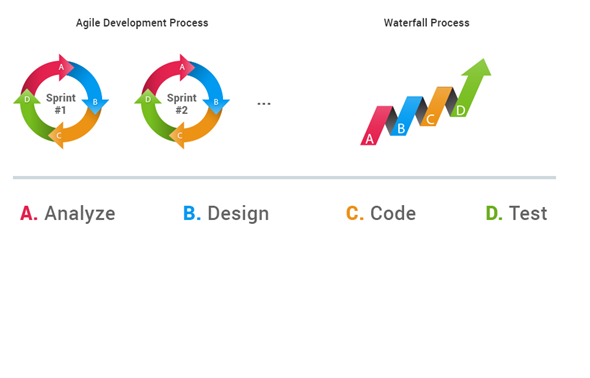 Agile Development Process
Waterfall Process
A
B
C
D
Sprint
#1
A
B
C
D
Sprint
#2
...
A
B
C
D
A. Analyze
B. Design
C. Code
D. Test